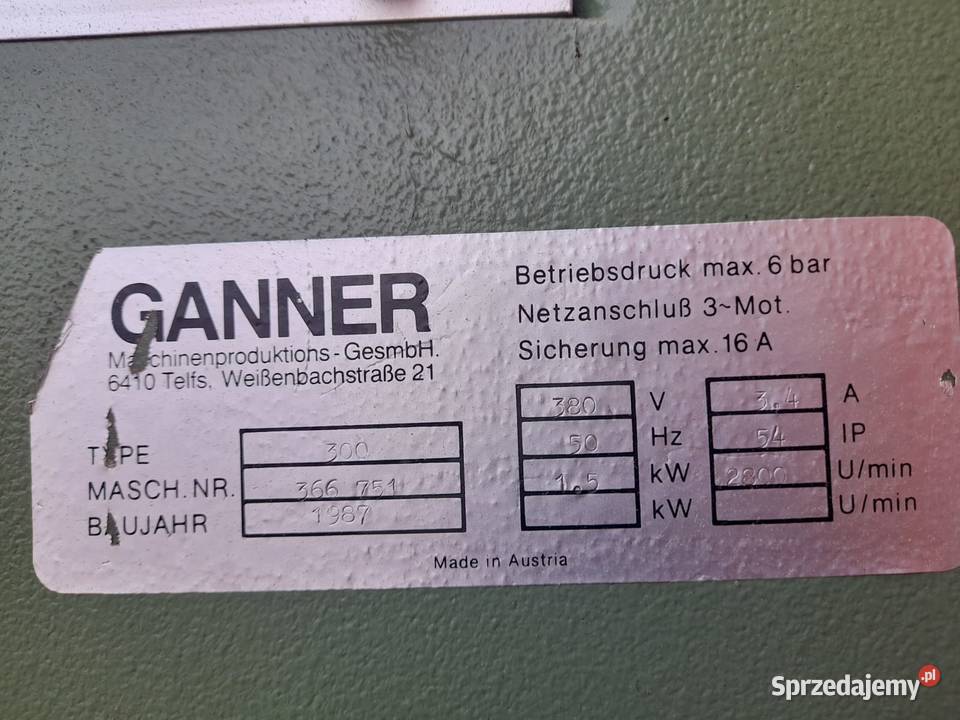 GANNER
Maschinenproduktions-GesmbH.
6410 Telfs, Weißenbachstraße 21
TYPE 300
MASCH.NR. 366 751
BAUJAHR 1987
Betriebsdruck max. 6 bar
Netzanschluß 3~Mot.
Sicherung max. 16 A
380 V 3.4 A
50 Hz 54 IP
1.5 kW 2800 U/min
kW U/min
Made in Austria
Sprzedajemy.pl